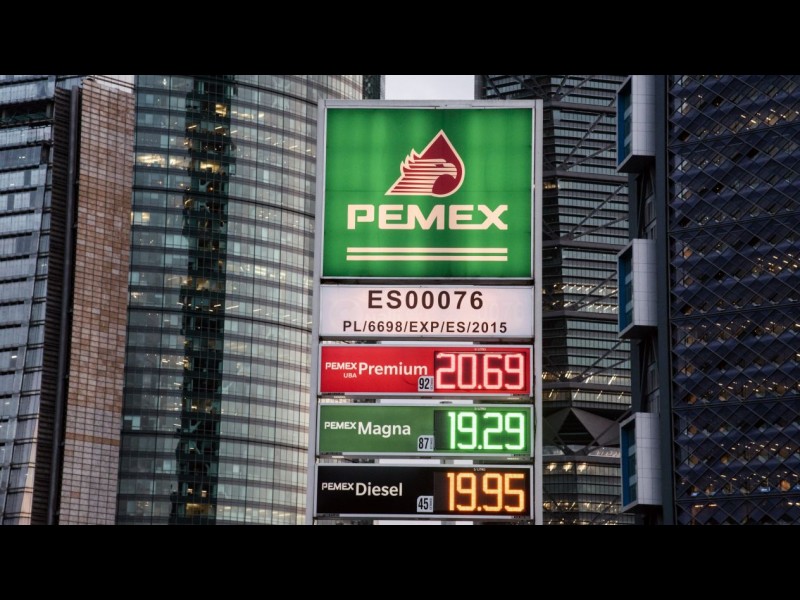 PEMEX
ES00076
PL/6698/EXP/ES/2015
PEMEX Premium 20.69
UBA 92
PEMEX Magna 87 19.29
PEMEX Diesel 45 19.95